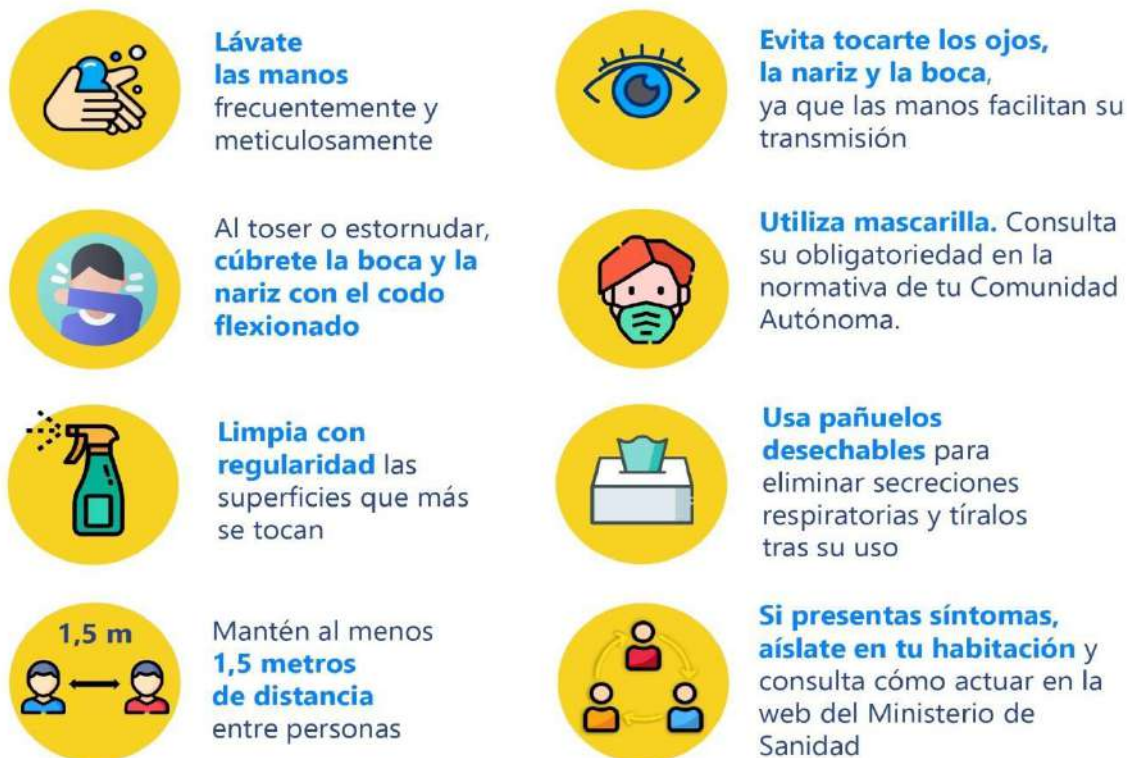 Lávate
las manos
frecuentemente y
meticulosamente
Evita tocarte los ojos,
la nariz y la boca,
ya que las manos facilitan su
transmisión
Al toser o estornudar,
cúbrete la boca y la
nariz con el codo
flexionado
Utiliza mascarilla. Consulta
su obligatoriedad en la
normativa de tu Comunidad
Autónoma.
Limpia con
regularidad las
superficies que más
se tocan
Usa pañuelos
desechables para
eliminar secreciones
respiratorias y tíralos
tras su uso
1,5 m
Mantén al menos
1,5 metros
de distancia
entre personas
Si presentas síntomas,
aíslate en tu habitación y
consulta cómo actuar en la
web del Ministerio de
Sanidad